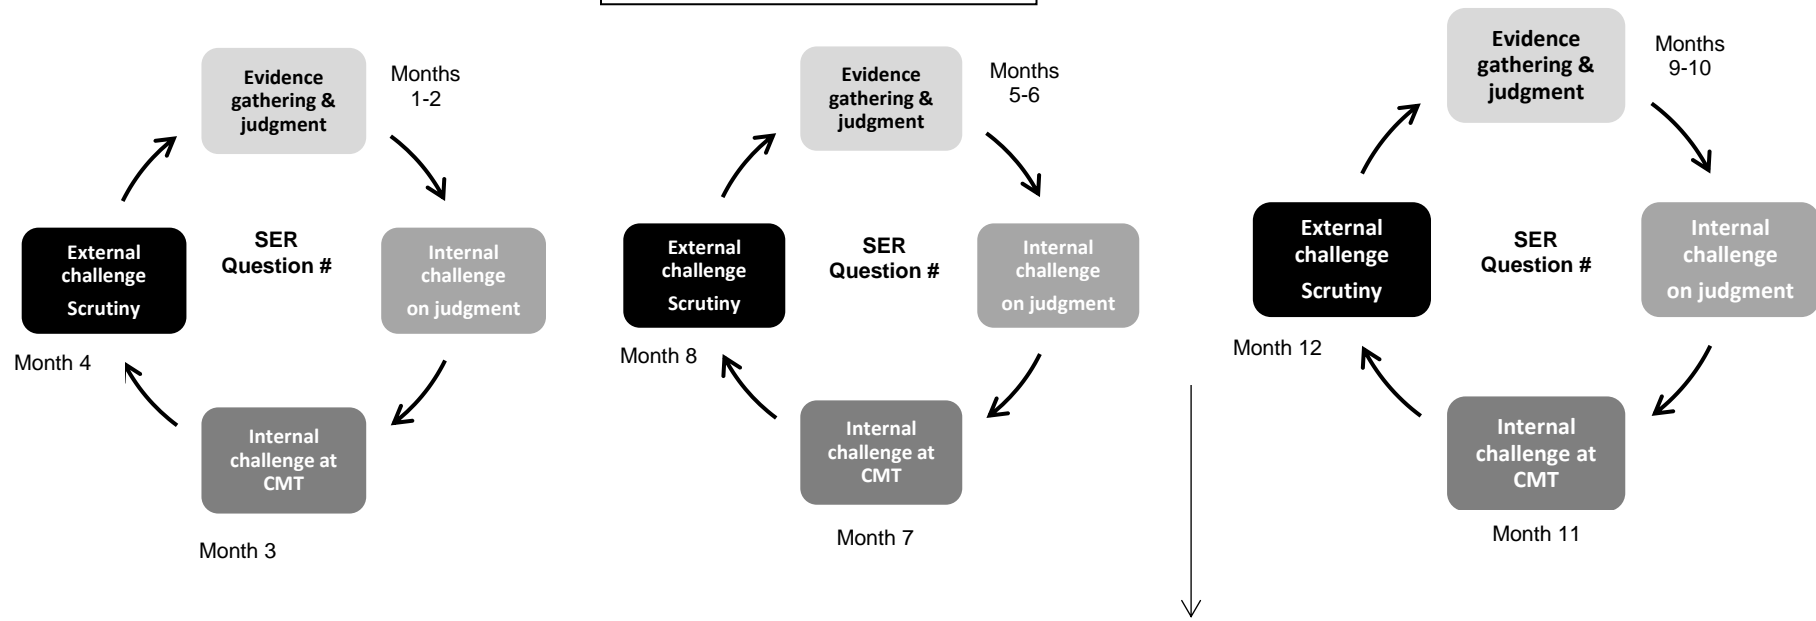 Evidence
gathering &
judgment
Months
1-2
SER
Question #
External
challenge
Scrutiny
Internal
challenge
on judgment
Month 4
Internal
challenge at
CMT
Month 3
Evidence
gathering &
judgment
Months
5-6
SER
Question #
External
challenge
Scrutiny
Internal
challenge
on judgment
Month 8
Internal
challenge at
CMT
Month 7
Evidence
gathering &
judgment
Months
9-10
SER
Question #
External
challenge
Scrutiny
Internal
challenge
on judgment
Month 12
Internal
challenge at
CMT
Month 11